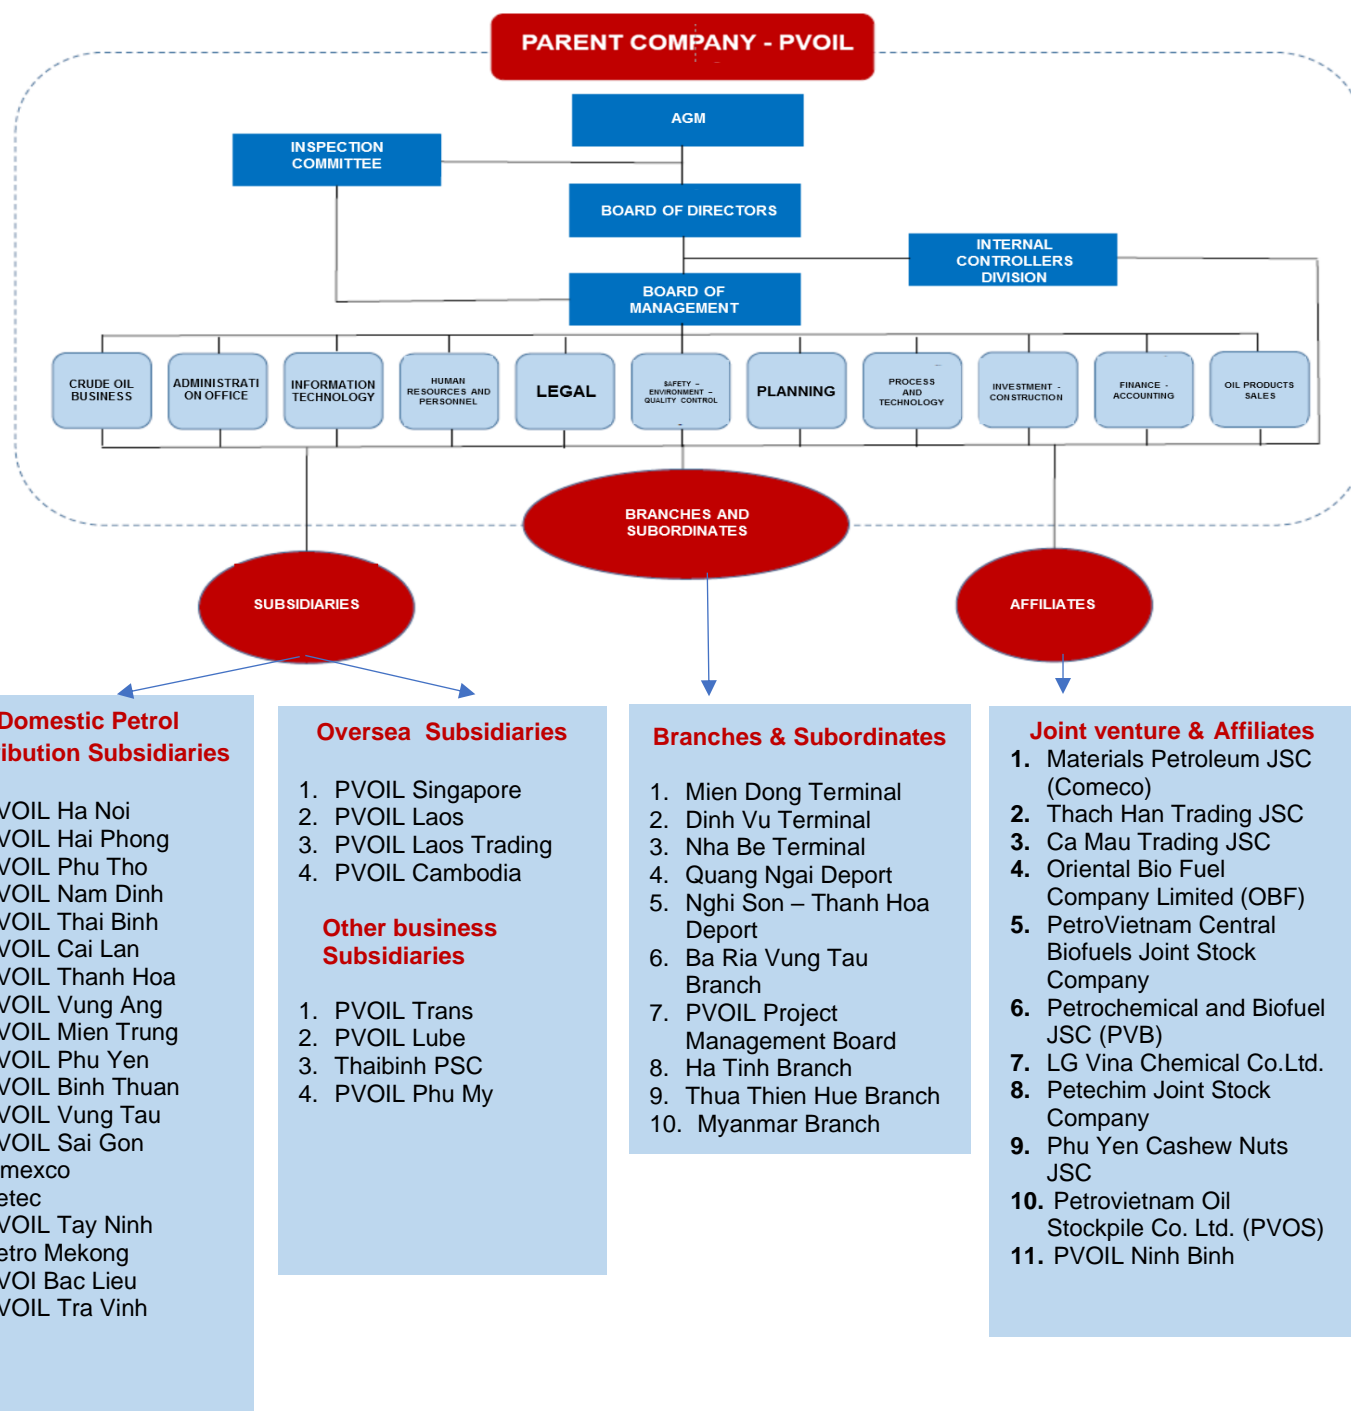 PARENT COMPANY - PVOIL
AGM
INSPECTION
COMMITTEE
BOARD OF DIRECTORS
INTERNAL
CONTROLLERS
DIVISION
BOARD OF
MANAGEMENT
CRUDE OIL
BUSINESS
ADMINISTRATI
ON OFFICE
INFORMATION
TECHNOLOGY
HUMAN
RESOURCES AND
PERSONNEL
LEGAL
SAFETY –
ENVIRONMENT –
QUALITY CONTROL
PLANNING
PROCESS
AND
TECHNOLOGY
INVESTMENT -
CONSTRUCTION
FINANCE -
ACCOUNTING
OIL PRODUCTS
SALES
BRANCHES AND
SUBORDINATES
SUBSIDIARIES
AFFILIATES
Domestic Petrol
ribution Subsidiaries
VOIL Ha Noi
VOIL Hai Phong
VOIL Phu Tho
VOIL Nam Dinh
VOIL Thai Binh
VOIL Cai Lan
VOIL Thanh Hoa
VOIL Vung Ang
VOIL Mien Trung
VOIL Phu Yen
VOIL Binh Thuan
VOIL Vung Tau
VOIL Sai Gon
mexco
etec
VOIL Tay Ninh
etro Mekong
VOI Bac Lieu
VOIL Tra Vinh
Oversea Subsidiaries
1. PVOIL Singapore
2. PVOIL Laos
3. PVOIL Laos Trading
4. PVOIL Cambodia
Other business
Subsidiaries
1. PVOIL Trans
2. PVOIL Lube
3. Thaibinh PSC
4. PVOIL Phu My
Branches & Subordinates
1. Mien Dong Terminal
2. Dinh Vu Terminal
3. Nha Be Terminal
4. Quang Ngai Deport
5. Nghi Son – Thanh Hoa
Deport
6. Ba Ria Vung Tau
Branch
7. PVOIL Project
Management Board
8. Ha Tinh Branch
9. Thua Thien Hue Branch
10. Myanmar Branch
Joint venture & Affiliates
1. Materials Petroleum JSC
(Comeco)
2. Thach Han Trading JSC
3. Ca Mau Trading JSC
4. Oriental Bio Fuel
Company Limited (OBF)
5. PetroVietnam Central
Biofuels Joint Stock
Company
6. Petrochemical and Biofuel
JSC (PVB)
7. LG Vina Chemical Co.Ltd.
8. Petechim Joint Stock
Company
9. Phu Yen Cashew Nuts
JSC
10. Petrovietnam Oil
Stockpile Co. Ltd. (PVOS)
11. PVOIL Ninh Binh